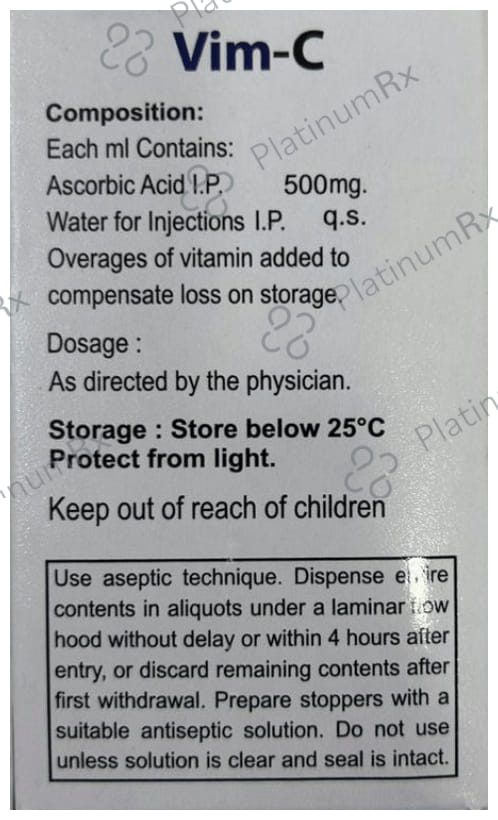 Vim-C
Composition:
Each ml Contains:
Ascorbic Acid I.P. 500mg.
Water for Injections I.P. q.s.
Overages of vitamin added to
compensate loss on storage.
Dosage :
As directed by the physician.
Storage : Store below 25°C
Protect from light.
Keep out of reach of children
Use aseptic technique. Dispense entire
contents in aliquots under a laminar flow
hood without delay or within 4 hours after
entry, or discard remaining contents after
first withdrawal. Prepare stoppers with a
suitable antiseptic solution. Do not use
unless solution is clear and seal is intact.
PlatinumRx
PlatinumRx